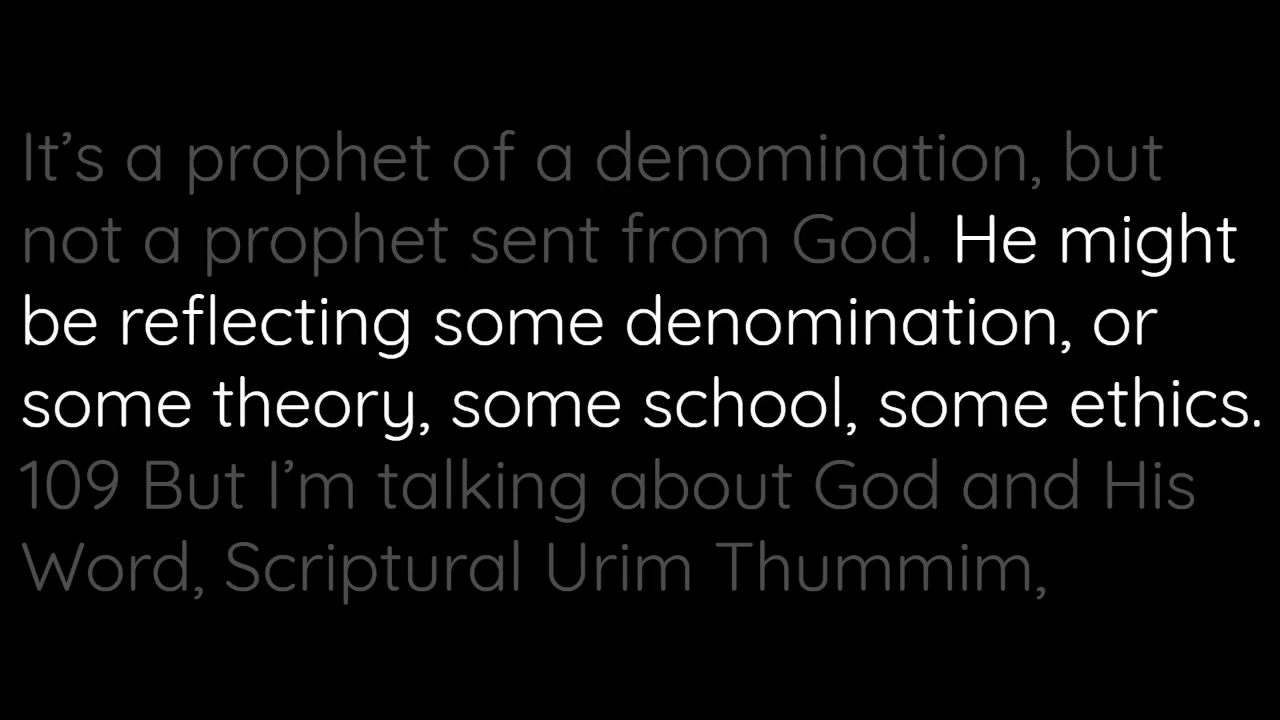 It’s a prophet of a denomination, but
not a prophet sent from God. He might
be reflecting some denomination, or
some theory, some school, some ethics.
109 But I’m talking about God and His
Word, Scriptural Urim Thummim,